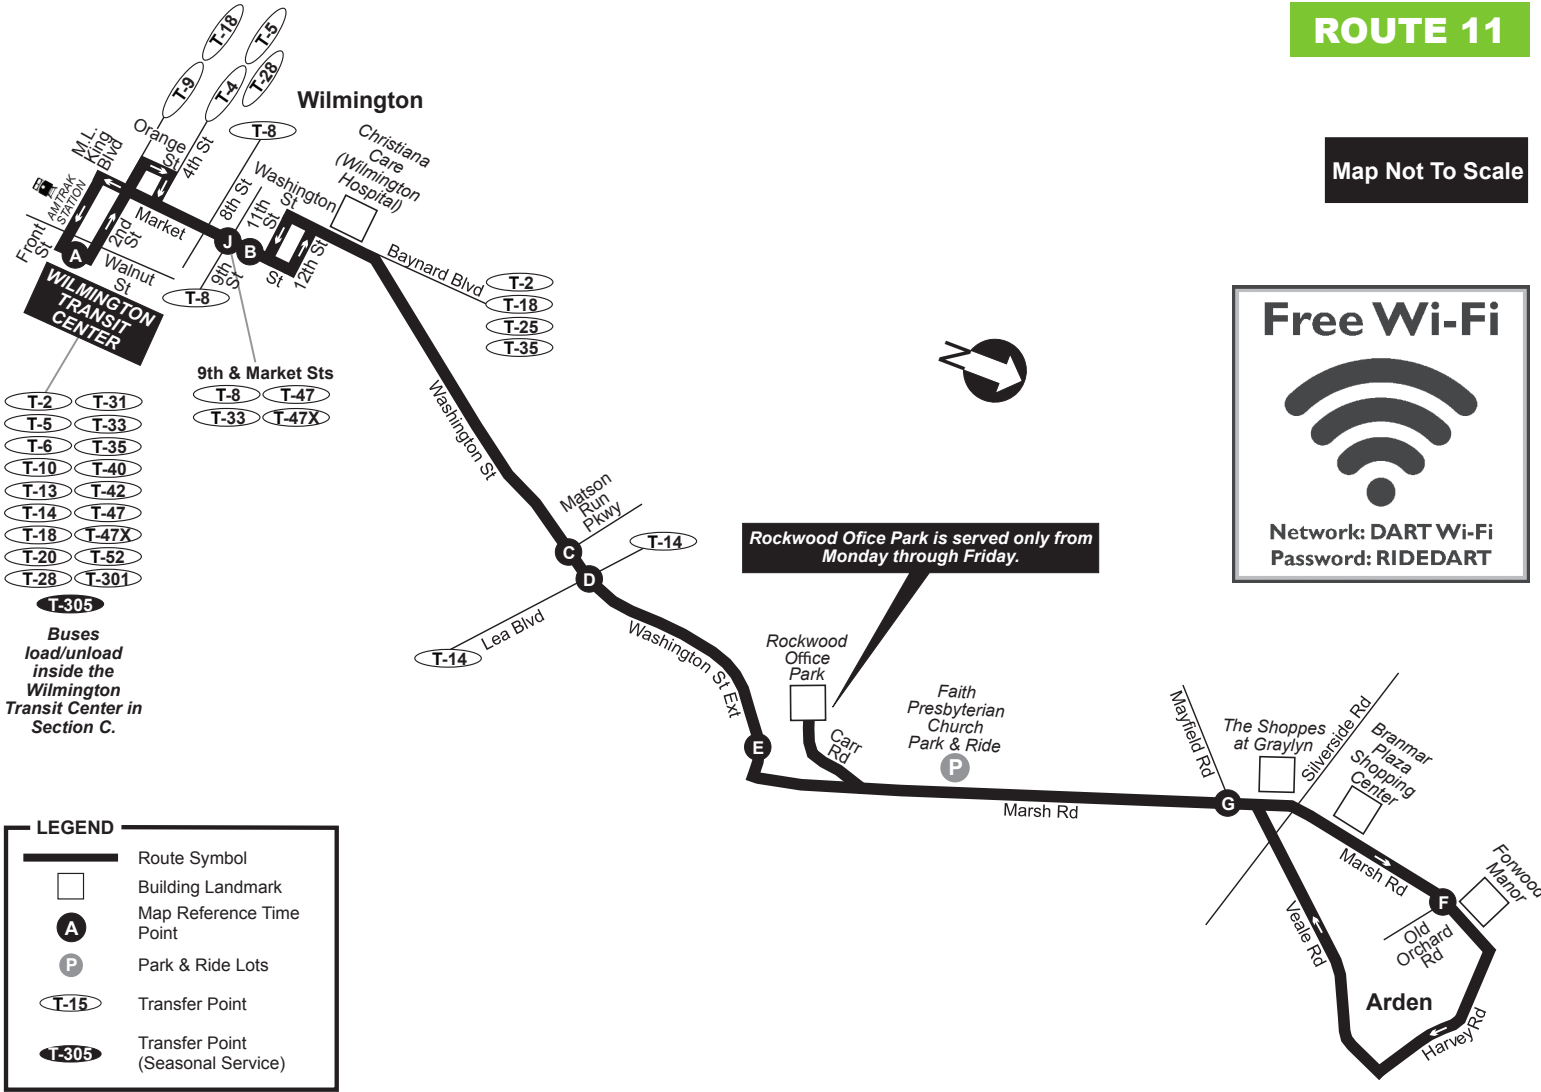 ROUTE 11
Map Not To Scale
Free Wi-Fi
Network: DART Wi-Fi
Password: RIDEDART
Wilmington
T-18
T-5
T-9
T-4
T-28
T-8
M.L.
King
Blvd
Orange
St
4th St
AMTRAK
STATION
Front
St
2nd
St
Market
St
Walnut
St
8th St
9th
St
11th
St
12th St
Washington
St
Christiana
Care
(Wilmington
Hospital)
A
J
B
T-8
WILMINGTON
TRANSIT
CENTER
Baynard Blvd
T-2
T-18
T-25
T-35
9th & Market Sts
T-8 T-47
T-33 T-47X
T-2 T-31
T-5 T-33
T-6 T-35
T-10 T-40
T-13 T-42
T-14 T-47
T-18 T-47X
T-20 T-52
T-28 T-301
T-305
Buses
load/unload
inside the
Wilmington
Transit Center in
Section C.
N
Washington St
Matson
Run
Pkwy
C
D
T-14
Lea Blvd
T-14
Washington St Ext
E
Rockwood Ofice Park is served only from
Monday through Friday.
Rockwood
Office
Park
Carr
Rd
Faith
Presbyterian
Church
Park & Ride
P
Marsh Rd
Mayfield Rd
G
The Shoppes
at Graylyn
Silverside Rd
Branmar
Plaza
Shopping
Center
Marsh Rd
F
Forwood
Manor
Old
Orchard
Rd
Veale Rd
Arden
Harvey Rd
LEGEND
Route Symbol
Building Landmark
A Map Reference Time
Point
P Park & Ride Lots
T-15 Transfer Point
T-305 Transfer Point
(Seasonal Service)